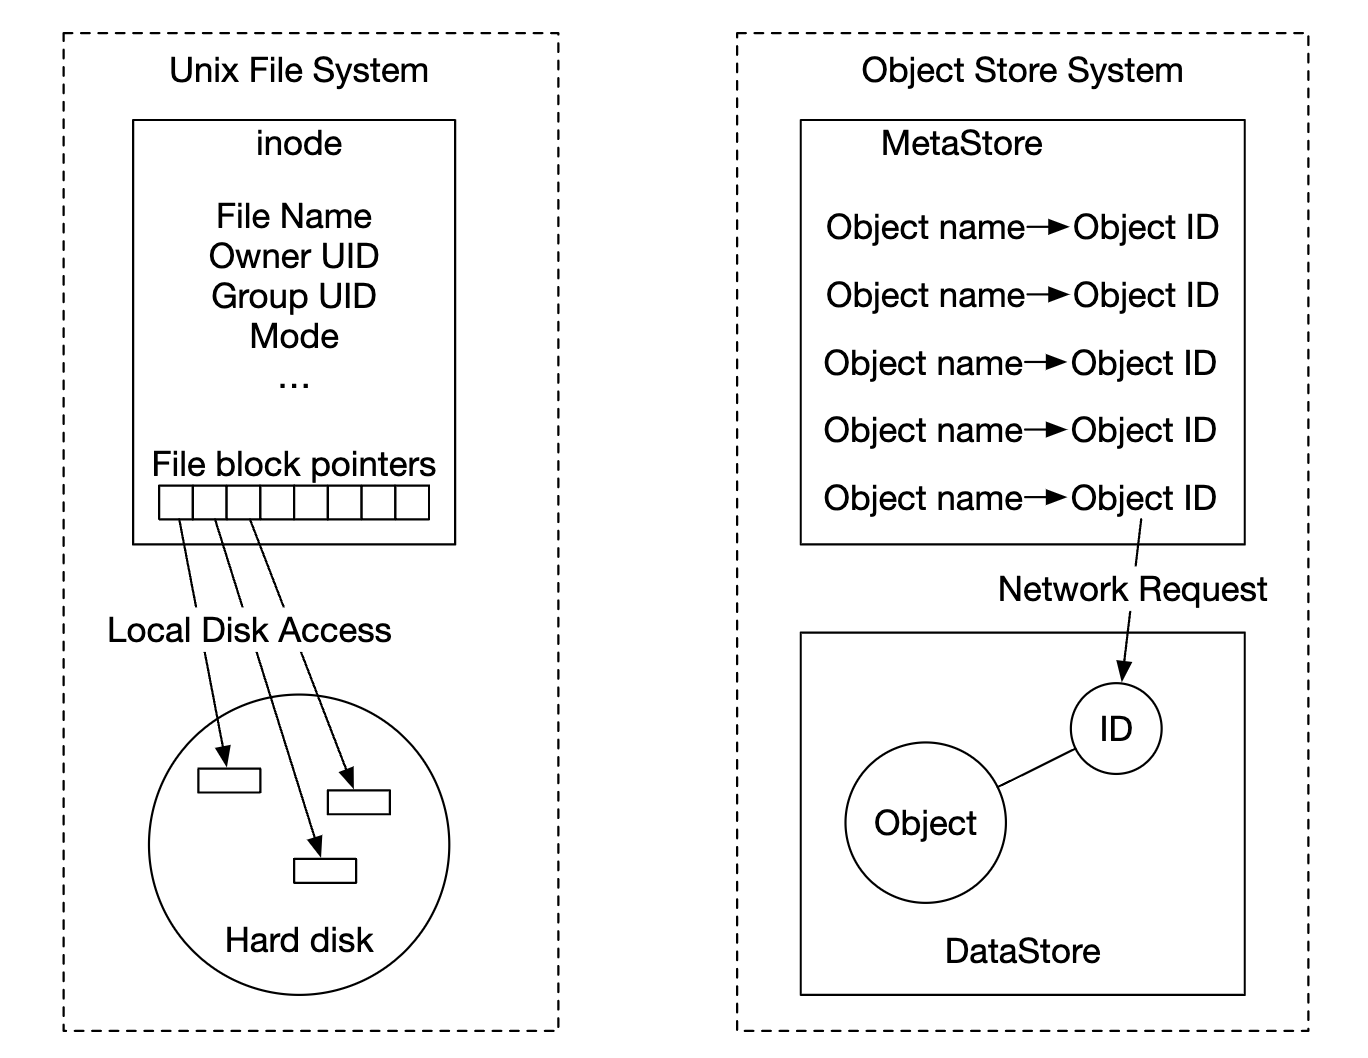 Unix File System
inode
File Name
Owner UID
Group UID
Mode
...
File block pointers
Local Disk Access
Hard disk
Object Store System
MetaStore
Object name Object ID
Object name Object ID
Object name Object ID
Object name Object ID
Object name Object ID
Network Request
ID
Object
DataStore